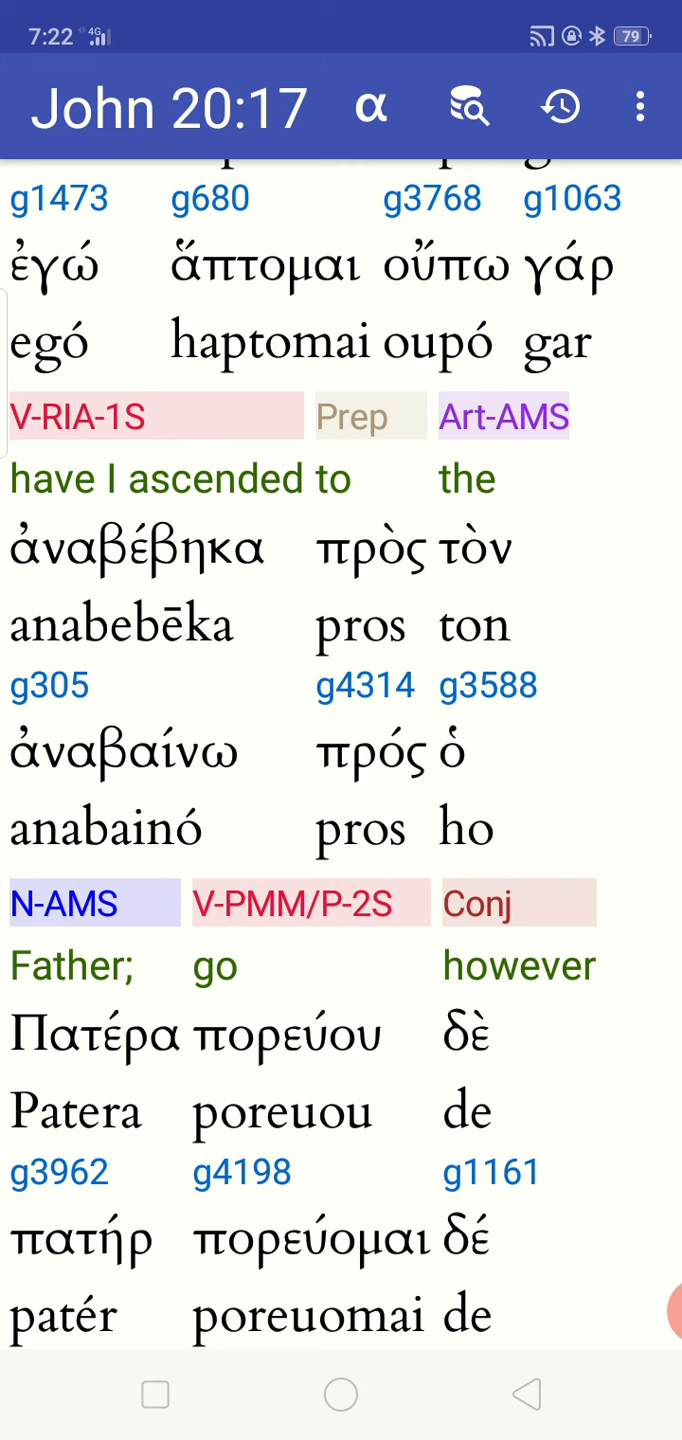 7:22 4G 79
John 20:17 α
g1473 g680 g3768 g1063
ἐγώ ἅπτομαι οὔπω γάρ
egó haptomai oupó gar
V-RIA-1S Prep Art-AMS
have I ascended to the
ἀναβέβηκα πρὸς τὸν
anabebēka pros ton
g305 g4314 g3588
ἀναβαίνω πρός ὁ
anabainó pros ho
N-AMS V-PMM/P-2S Conj
Father; go however
Πατέρα πορεύου δὲ
Patera poreuou de
g3962 g4198 g1161
πατήρ πορεύομαι δέ
patér poreuomai de